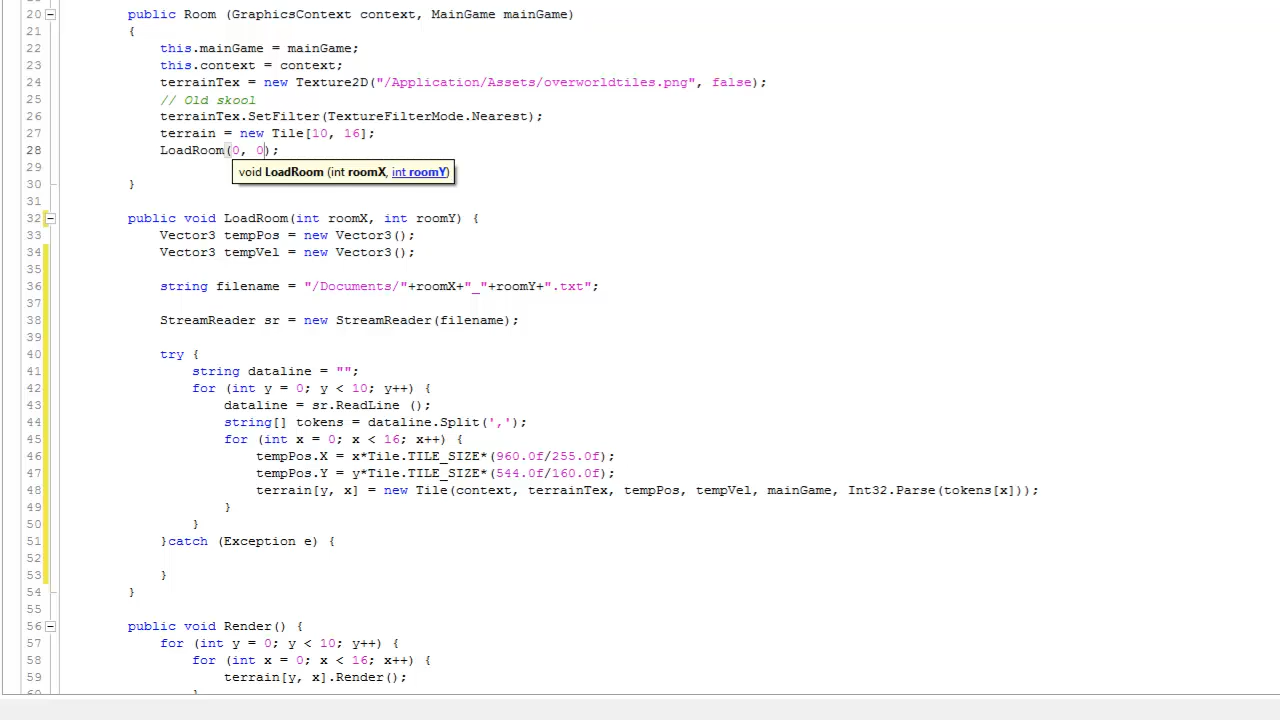 20 public Room (GraphicsContext context, MainGame mainGame)
21 {
22 this.mainGame = mainGame;
23 this.context = context;
24 terrainTex = new Texture2D("/Application/Assets/overworldtiles.png", false);
25 // Old skool
26 terrainTex.SetFilter(TextureFilterMode.Nearest);
27 terrain = new Tile[10, 16];
28 LoadRoom(0, 0);
29 void LoadRoom (int roomX, int roomY)
30 }
31
32 public void LoadRoom(int roomX, int roomY) {
33 Vector3 tempPos = new Vector3();
34 Vector3 tempVel = new Vector3();
35
36 string filename = "/Documents/"+roomX+"_"+roomY+".txt";
37
38 StreamReader sr = new StreamReader(filename);
39
40 try {
41 string dataline = "";
42 for (int y = 0; y < 10; y++) {
43 dataline = sr.ReadLine ();
44 string[] tokens = dataline.Split(',');
45 for (int x = 0; x < 16; x++) {
46 tempPos.X = x*Tile.TILE_SIZE*(960.0f/255.0f);
47 tempPos.Y = y*Tile.TILE_SIZE*(544.0f/160.0f);
48 terrain[y, x] = new Tile(context, terrainTex, tempPos, tempVel, mainGame, Int32.Parse(tokens[x]));
49 }
50 }
51 }catch (Exception e) {
52
53 }
54 }
55
56 public void Render() {
57 for (int y = 0; y < 10; y++) {
58 for (int x = 0; x < 16; x++) {
59 terrain[y, x].Render();